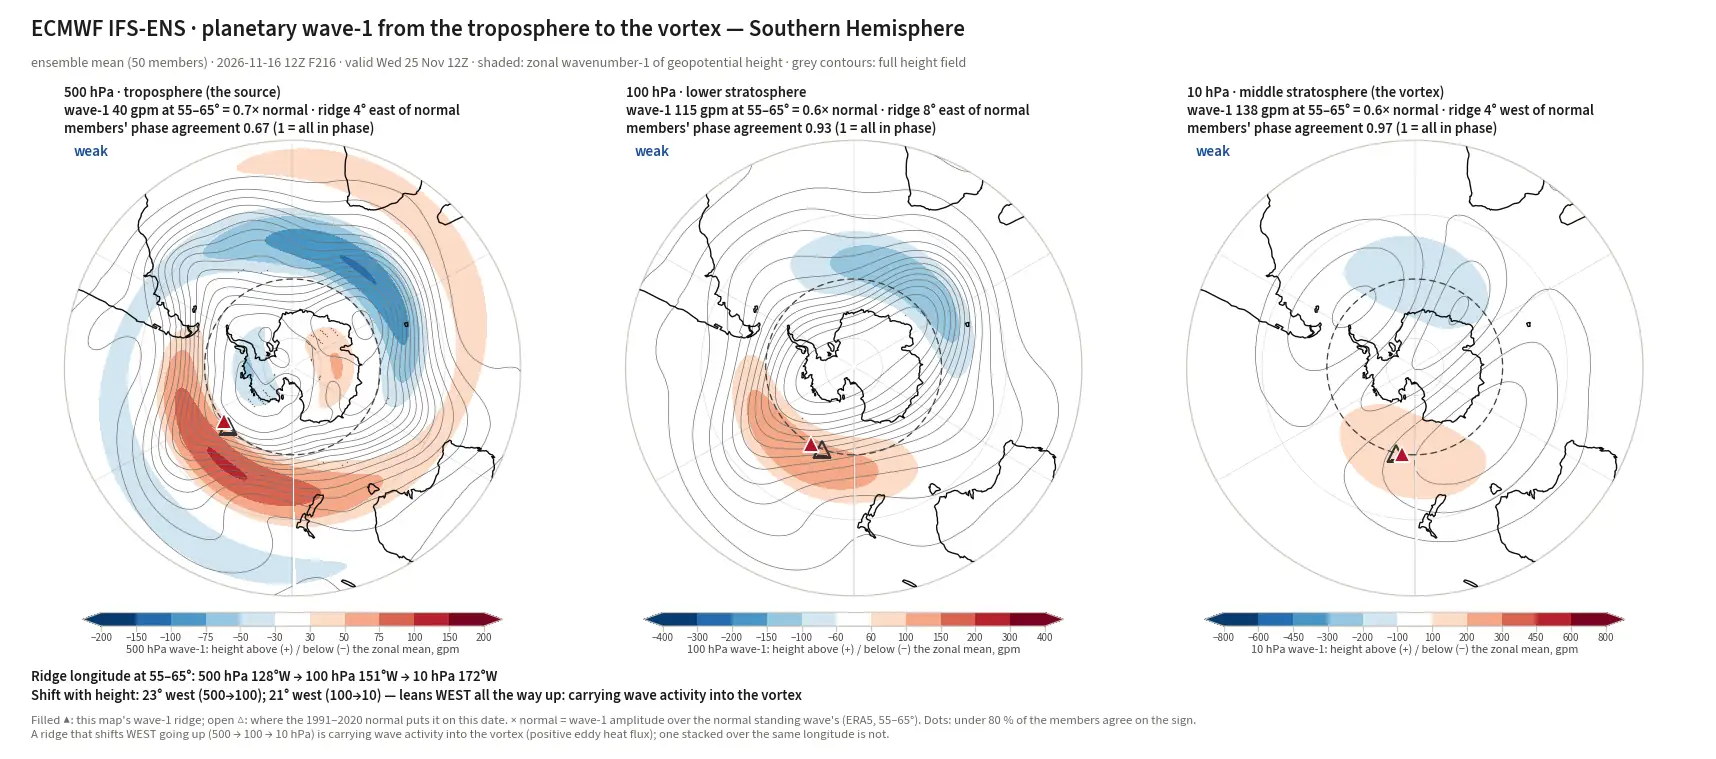 ECMWF IFS-ENS · planetary wave-1 from the troposphere to the vortex — Southern Hemisphere
ensemble mean (50 members) · 2026-11-16 12Z F216 · valid Wed 25 Nov 12Z · shaded: zonal wavenumber-1 of geopotential height · grey contours: full height field
500 hPa · troposphere (the source)
wave-1 40 gpm at 55–65° = 0.7× normal · ridge 4° east of normal
members' phase agreement 0.67 (1 = all in phase)
weak
100 hPa · lower stratosphere
wave-1 115 gpm at 55–65° = 0.6× normal · ridge 8° east of normal
members' phase agreement 0.93 (1 = all in phase)
weak
10 hPa · middle stratosphere (the vortex)
wave-1 138 gpm at 55–65° = 0.6× normal · ridge 4° west of normal
members' phase agreement 0.97 (1 = all in phase)
weak
−200 −150 −100 −75 −50 −30 30 50 75 100 150 200
500 hPa wave-1: height above (+) / below (−) the zonal mean, gpm
−400 −300 −200 −150 −100 −60 60 100 150 200 300 400
100 hPa wave-1: height above (+) / below (−) the zonal mean, gpm
−800 −600 −450 −300 −200 −100 100 200 300 450 600 800
10 hPa wave-1: height above (+) / below (−) the zonal mean, gpm
Ridge longitude at 55–65°: 500 hPa 128°W → 100 hPa 151°W → 10 hPa 172°W
Shift with height: 23° west (500→100); 21° west (100→10) — leans WEST all the way up: carrying wave activity into the vortex
Filled ▲: this map's wave-1 ridge; open △: where the 1991–2020 normal puts it on this date. × normal = wave-1 amplitude over the normal standing wave's (ERA5, 55–65°). Dots: under 80 % of the members agree on the sign.
A ridge that shifts WEST going up (500 → 100 → 10 hPa) is carrying wave activity into the vortex (positive eddy heat flux); one stacked over the same longitude is not.